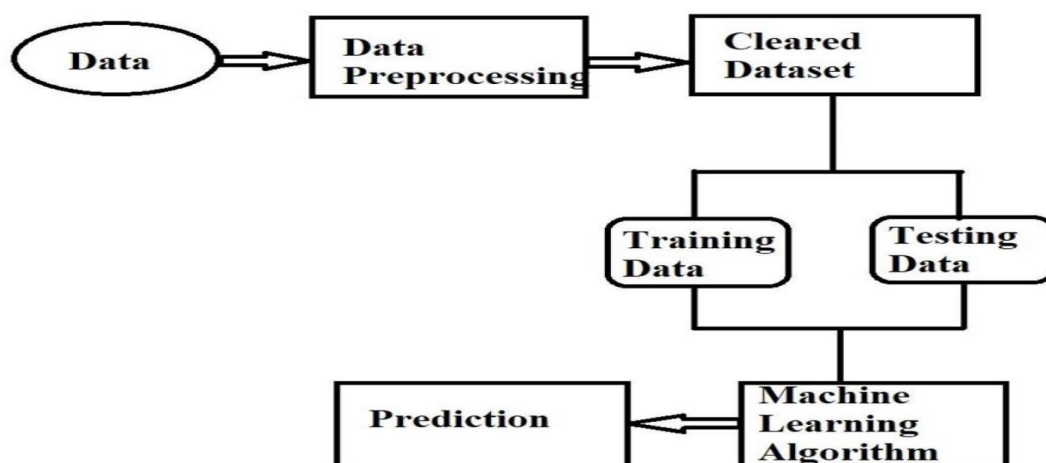 Data
Data
Preprocessing
Cleared
Dataset
Training
Data
Testing
Data
Prediction
Machine
Learning
Algorithm